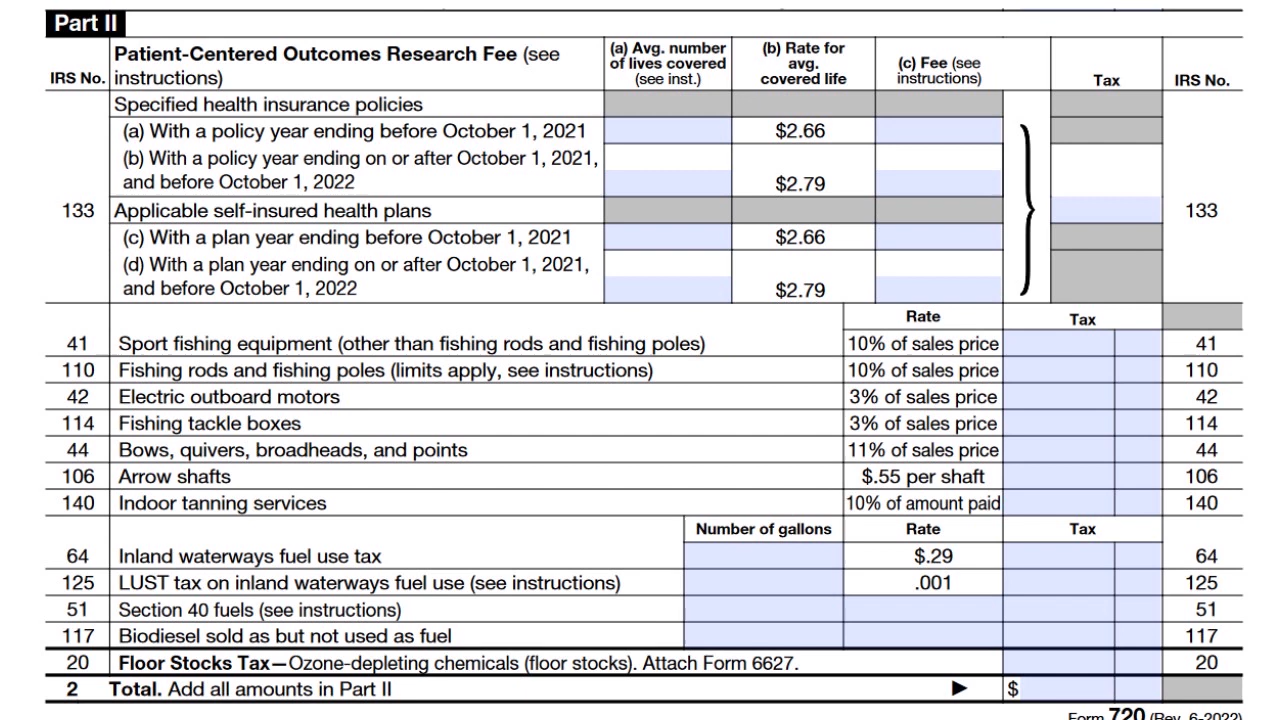 Part II
IRS No. Patient-Centered Outcomes Research Fee (see instructions) (a) Avg. number of lives covered (see inst.) (b) Rate for avg. covered life (c) Fee (see instructions) Tax IRS No.
Specified health insurance policies
(a) With a policy year ending before October 1, 2021 $2.66
(b) With a policy year ending on or after October 1, 2021,
and before October 1, 2022 $2.79
133 Applicable self-insured health plans 133
(c) With a plan year ending before October 1, 2021 $2.66
(d) With a plan year ending on or after October 1, 2021,
and before October 1, 2022 $2.79
Rate Tax
41 Sport fishing equipment (other than fishing rods and fishing poles) 10% of sales price 41
110 Fishing rods and fishing poles (limits apply, see instructions) 10% of sales price 110
42 Electric outboard motors 3% of sales price 42
114 Fishing tackle boxes 3% of sales price 114
44 Bows, quivers, broadheads, and points 11% of sales price 44
106 Arrow shafts $.55 per shaft 106
140 Indoor tanning services 10% of amount paid 140
Number of gallons Rate Tax
64 Inland waterways fuel use tax $.29 64
125 LUST tax on inland waterways fuel use (see instructions) .001 125
51 Section 40 fuels (see instructions) 51
117 Biodiesel sold as but not used as fuel 117
20 Floor Stocks Tax—Ozone-depleting chemicals (floor stocks). Attach Form 6627. 20
2 Total. Add all amounts in Part II ▶ $
Form 720 (Rev. 6-2022)